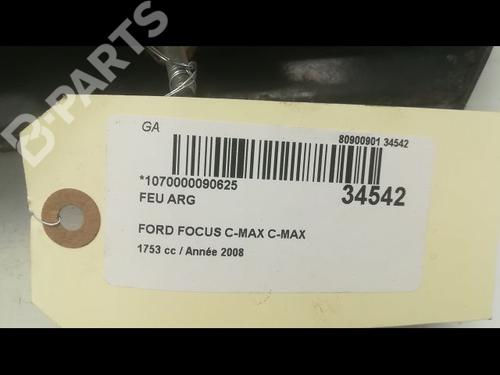 B-PARTS
GA
80900901 34542
*1070000090625
34542
FEU ARG
FORD FOCUS C-MAX C-MAX
1753 cc / Année 2008